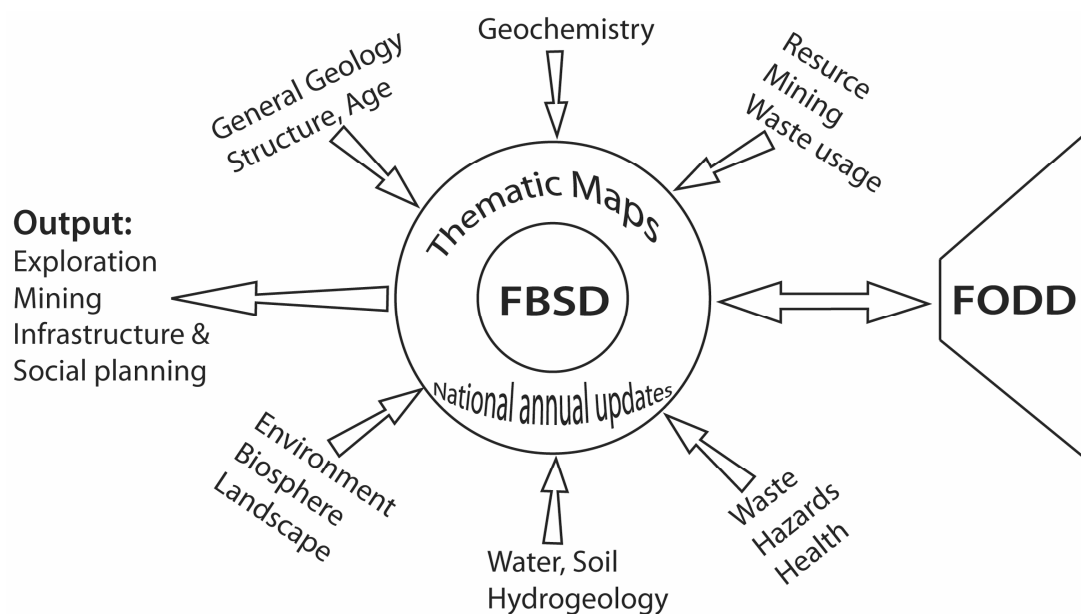 Geochemistry
General Geology
Structure, Age
Resurce
Mining
Waste usage
Thematic Maps
Output:
Exploration
Mining
Infrastructure &
Social planning
FBSD
FODD
National annual updates
Environment
Biosphere
Landscape
Water, Soil
Hydrogeology
Waste
Hazards
Health